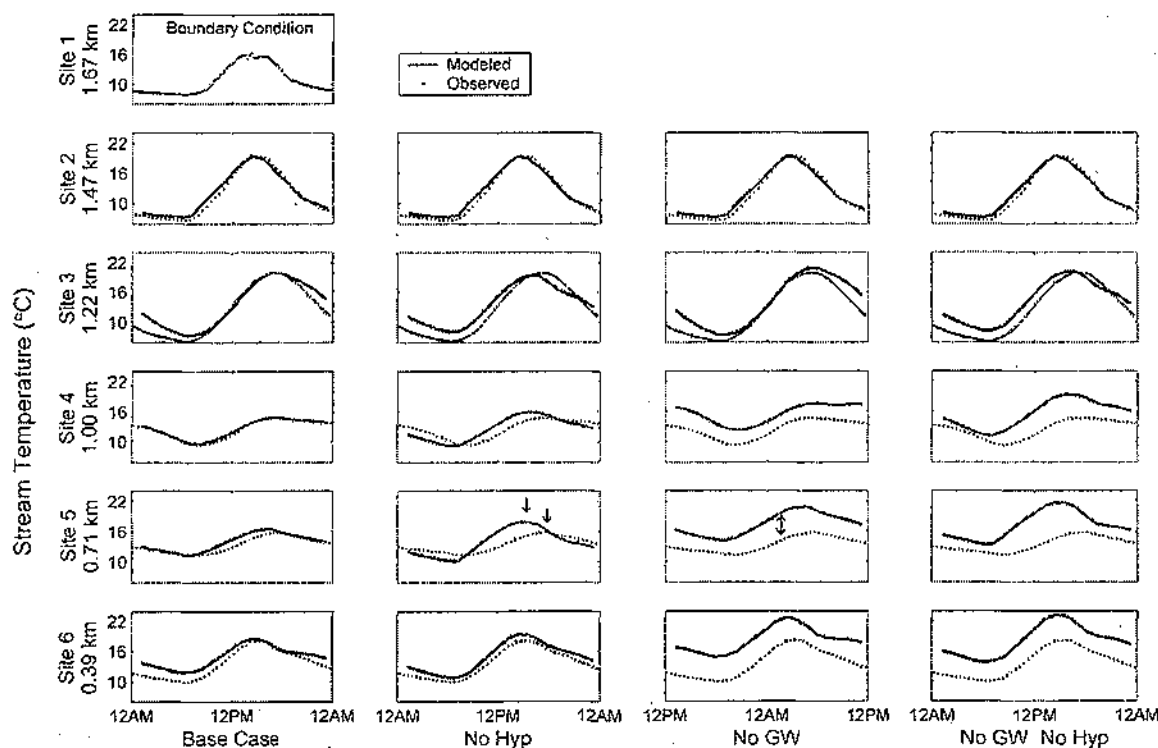 Stream Temperature (°C)
Site 1
1.67 km
22
16
10
Boundary Condition
Modeled
Observed
Site 2
1.47 km
22
16
10
Site 3
1.22 km
22
16
10
Site 4
1.00 km
22
16
10
Site 5
0.71 km
22
16
10
Site 6
0.39 km
22
16
10
12AM 12PM 12AM
Base Case
12AM 12PM 12AM
No Hyp
12PM 12AM 12PM
No GW
12AM 12PM 12AM
No GW No Hyp